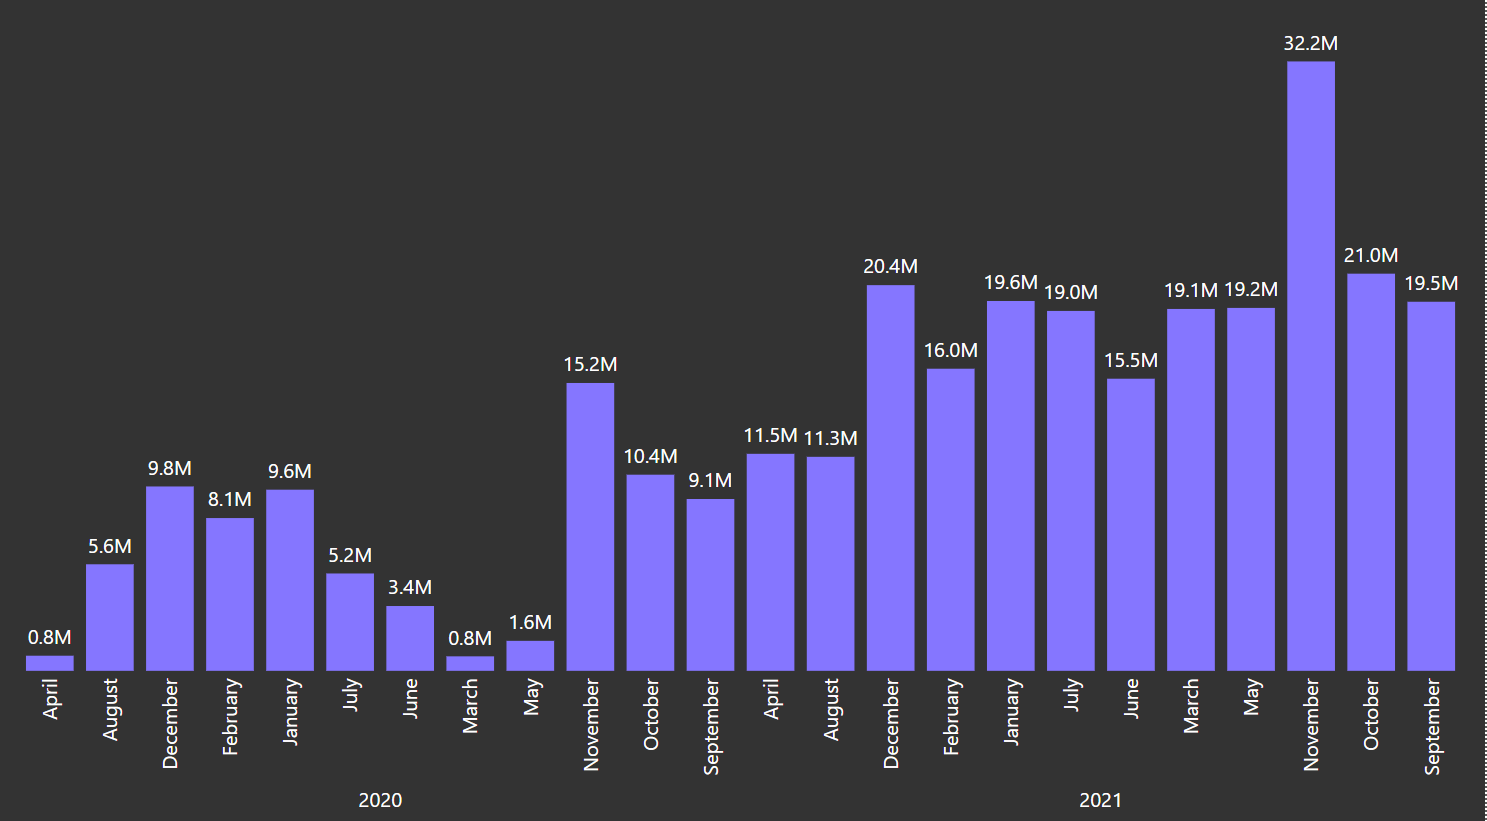 32.2M
21.0M
20.4M
19.6M
19.0M
19.1M
19.2M
19.5M
16.0M
15.5M
15.2M
11.5M
11.3M
10.4M
9.1M
9.8M
9.6M
8.1M
5.6M
5.2M
3.4M
1.6M
0.8M
0.8M
April
August
December
February
January
July
June
March
May
November
October
September
April
August
December
February
January
July
June
March
May
November
October
September
2020
2021